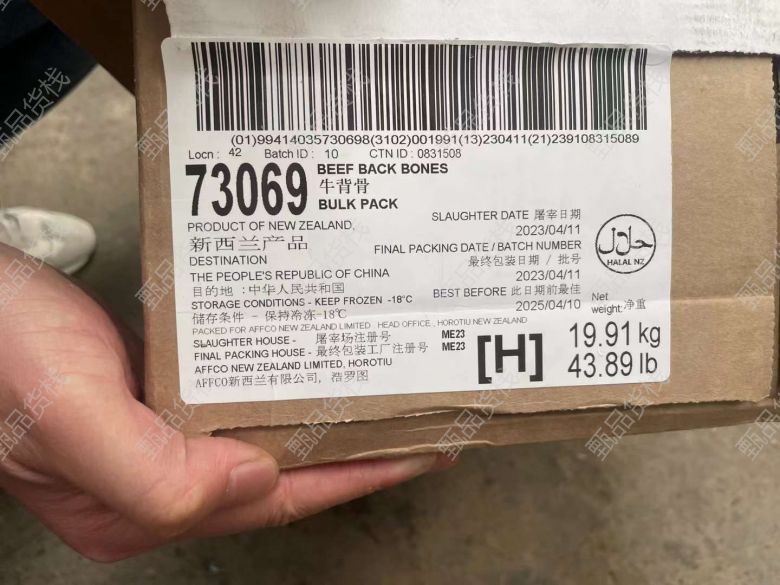 (01)99414035730698(3102)001991(13)230411(21)239108315089
Locn: 42 Batch ID : 10 CTN ID : 0831508
73069 BEEF BACK BONES
牛背骨
BULK PACK
PRODUCT OF NEW ZEALAND,
新西兰产品
DESTINATION
THE PEOPLE'S REPUBLIC OF CHINA
目的地 :中华人民共和国
STORAGE CONDITIONS - KEEP FROZEN -18°C
储存条件 - 保持冷冻-18℃
SLAUGHTER DATE 屠宰日期
2023/04/11
FINAL PACKING DATE / BATCH NUMBER
最终包装日期 / 批号
2023/04/11
BEST BEFORE 此日期前最佳
2025/04/10
HALAL NZ
حلال
PACKED FOR AFFCO NEW ZEALAND LIMITED . HEAD OFFICE , HOROTIU NEW ZEALAND
SLAUGHTER HOUSE - 屠宰场注册号 ME23
FINAL PACKING HOUSE - 最终包装工厂注册号 ME23
AFFCO NEW ZEALAND LIMITED, HOROTIU
AFFCO新西兰有限公司, 浩罗图
[H]
Net
weight: 净重
19.91 kg
43.89 lb
甄品货栈